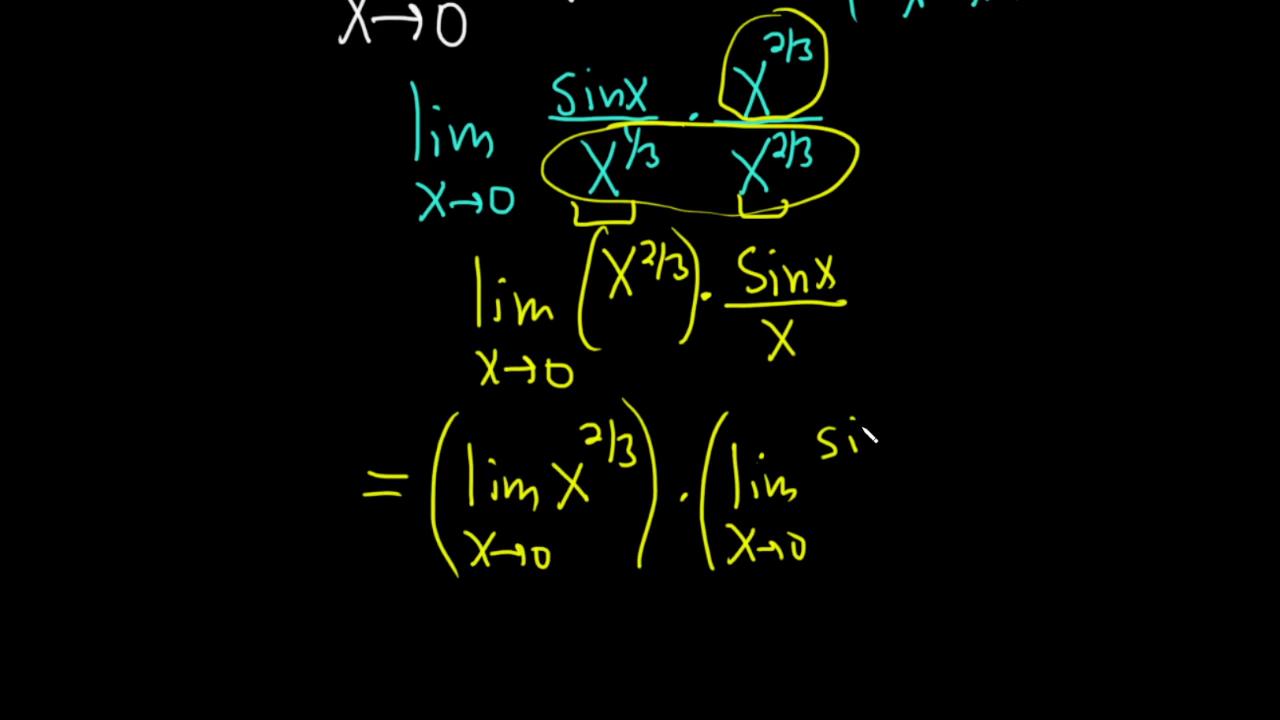 x→0
lim x→0 sinx/x^1/3 · x^2/3/x^2/3
lim x→0 (x^2/3) · sinx/x
= (lim x→0 x^2/3) · (lim x→0 si